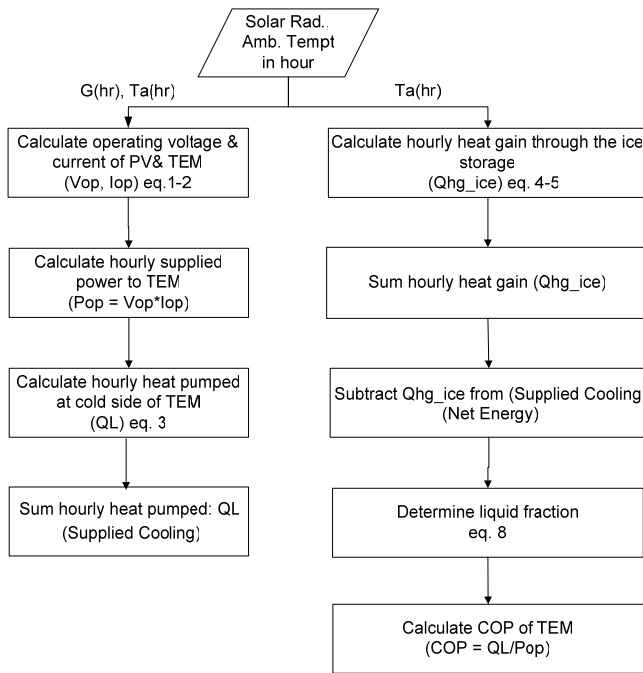 Solar Rad.,
Amb. Tempt
in hour
G(hr), Ta(hr)
Ta(hr)
Calculate operating voltage &
current of PV& TEM
(Vop, Iop) eq.1-2
Calculate hourly supplied
power to TEM
(Pop = Vop*Iop)
Calculate hourly heat pumped
at cold side of TEM
(QL) eq. 3
Sum hourly heat pumped: QL
(Supplied Cooling)
Calculate hourly heat gain through the ice
storage
(Qhg_ice) eq. 4-5
Sum hourly heat gain (Qhg_ice)
Subtract Qhg_ice from (Supplied Cooling
(Net Energy)
Determine liquid fraction
eq. 8
Calculate COP of TEM
(COP = QL/Pop)